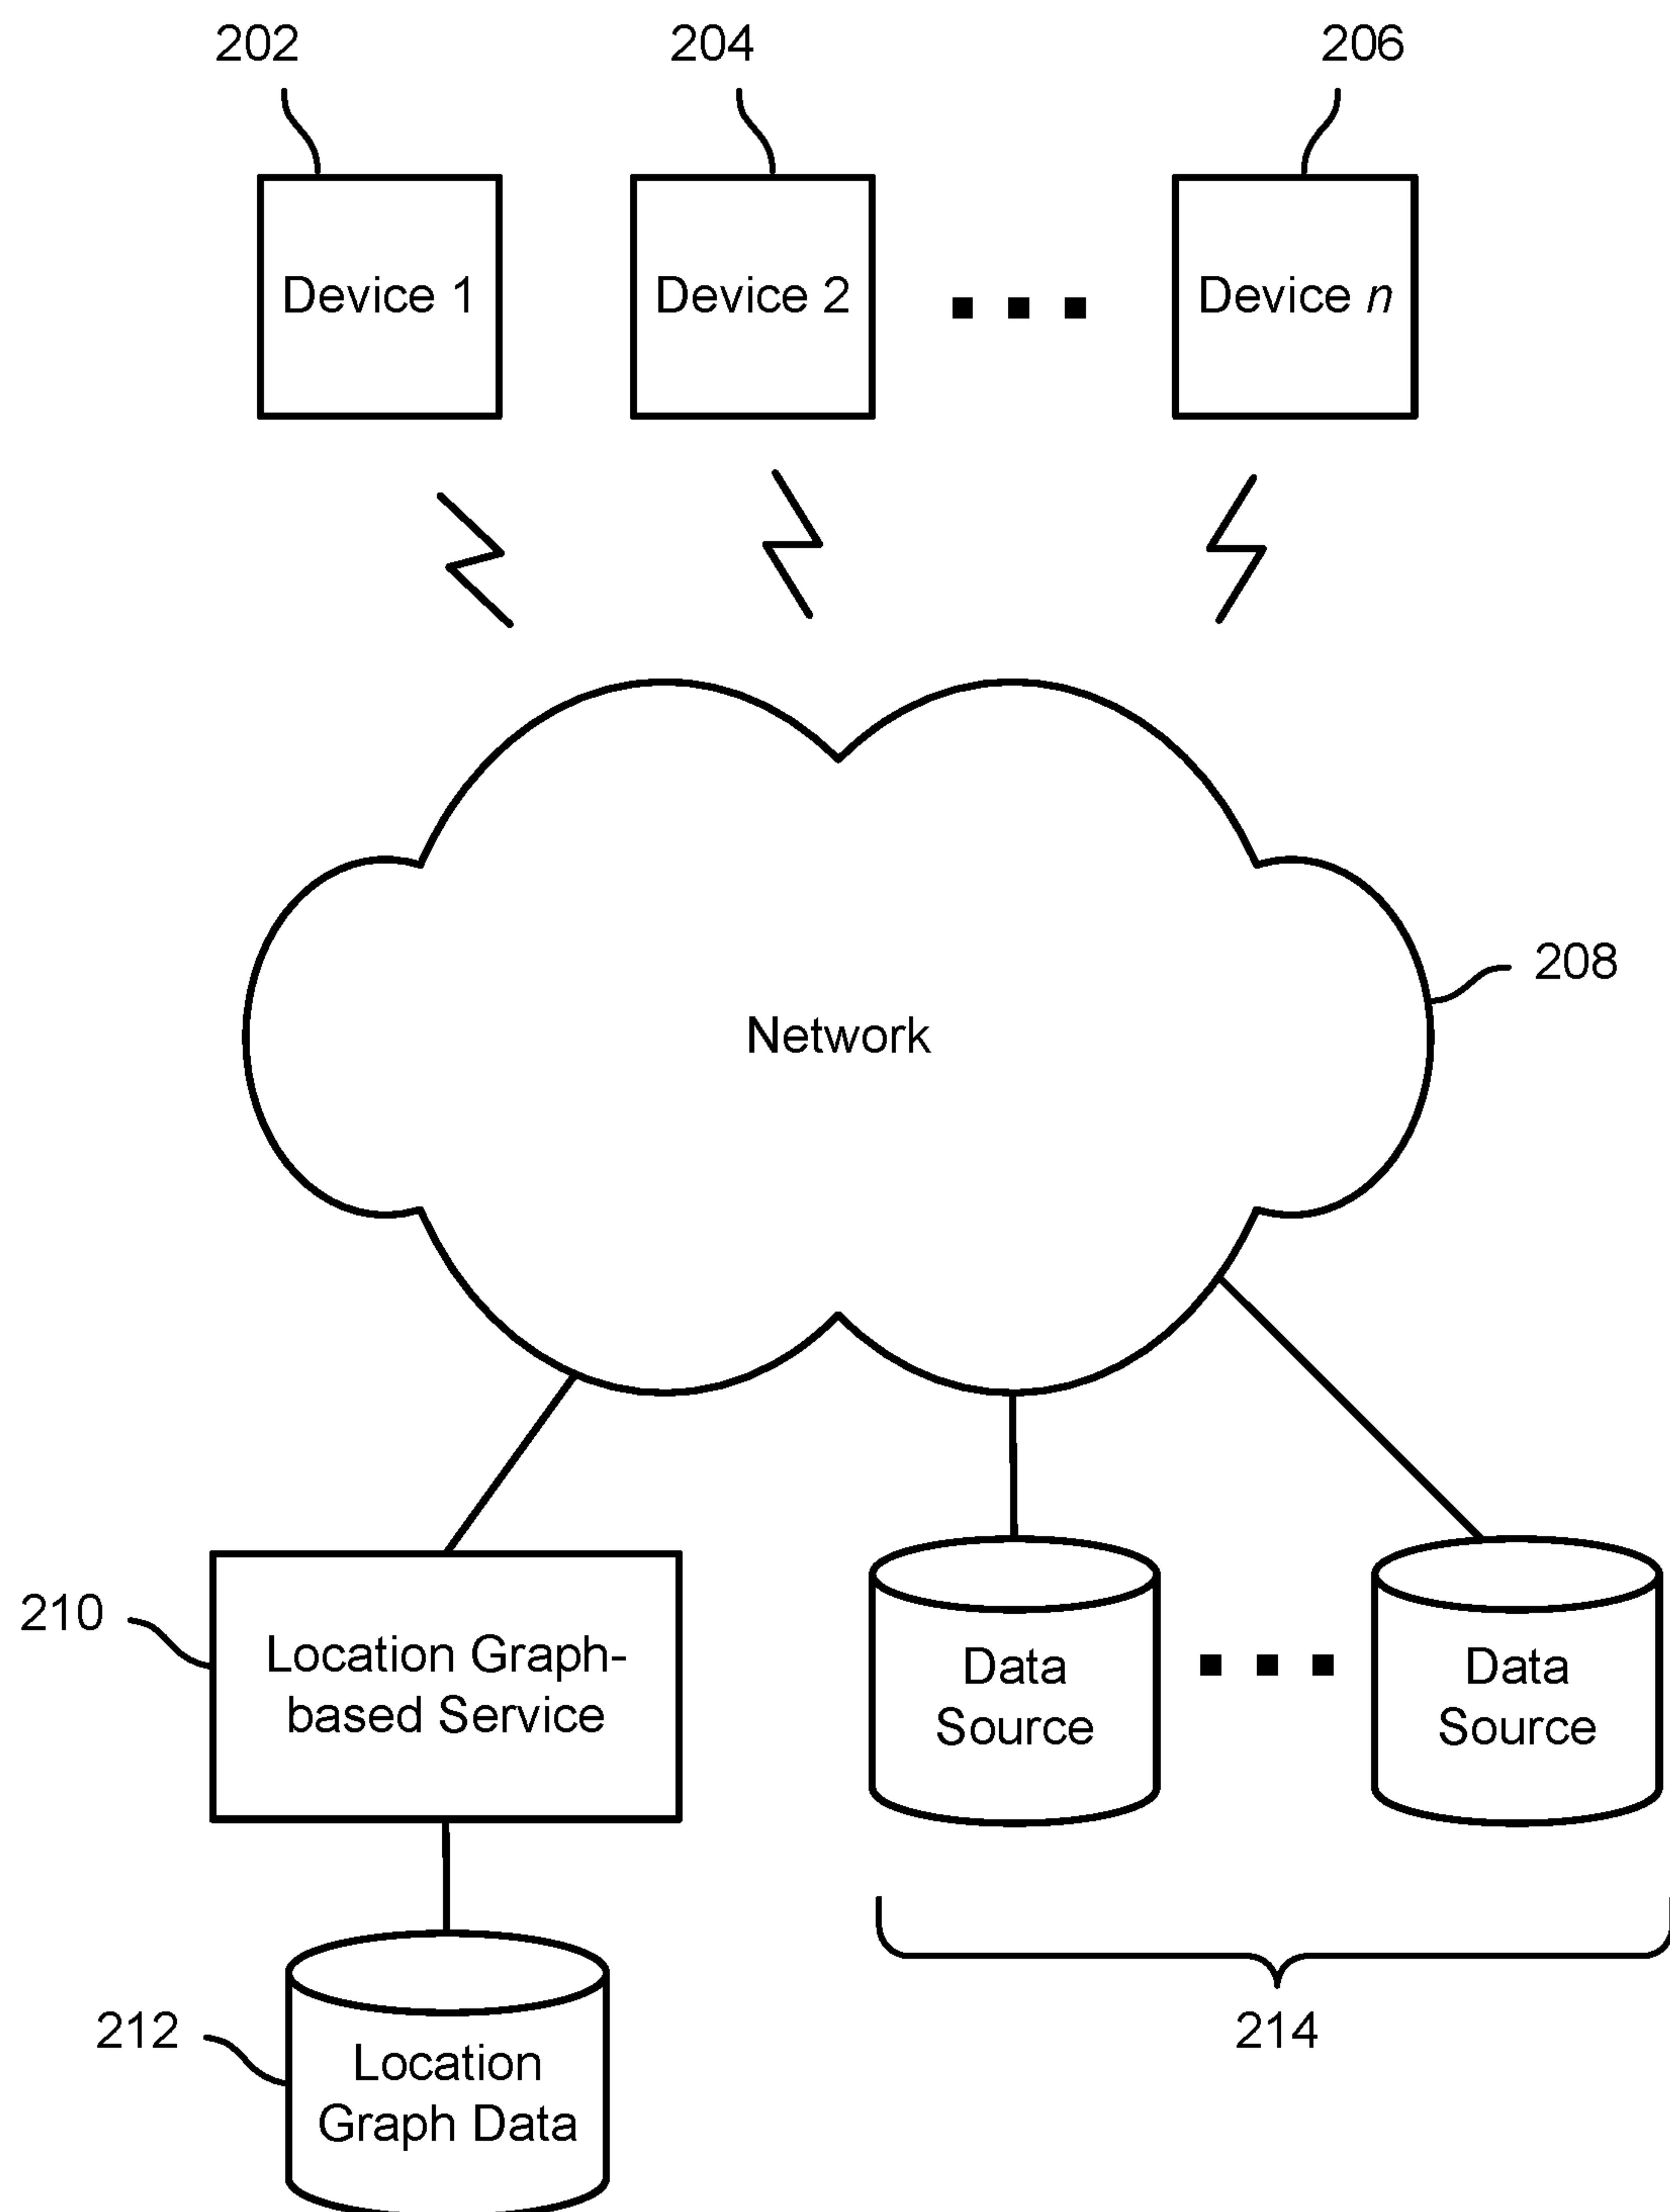 202
204
206
Device 1
Device 2
Device n
208
Network
210
Location Graph-
based Service
Data
Source
Data
Source
212
Location
Graph Data
214